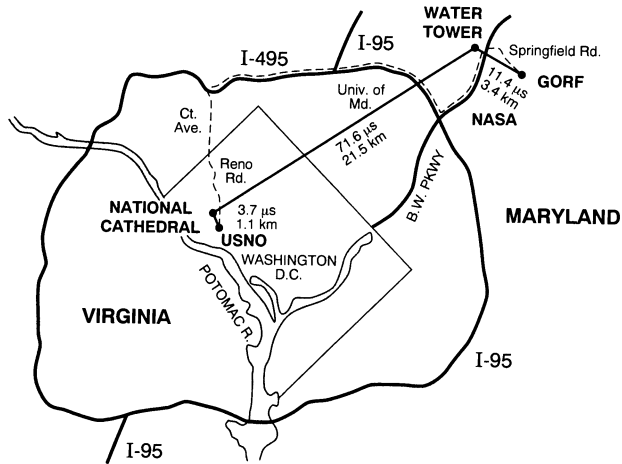 WATER
TOWER
I-95
Springfield Rd.
I-495
11.4 µs
3.4 km
GORF
Univ. of
Md.
NASA
Ct.
Ave.
71.6 µs
21.5 km
Reno
Rd.
B.W. PKWY
NATIONAL
CATHEDRAL
3.7 µs
1.1 km
MARYLAND
USNO
WASHINGTON
D.C.
POTOMAC R.
VIRGINIA
I-95
I-95